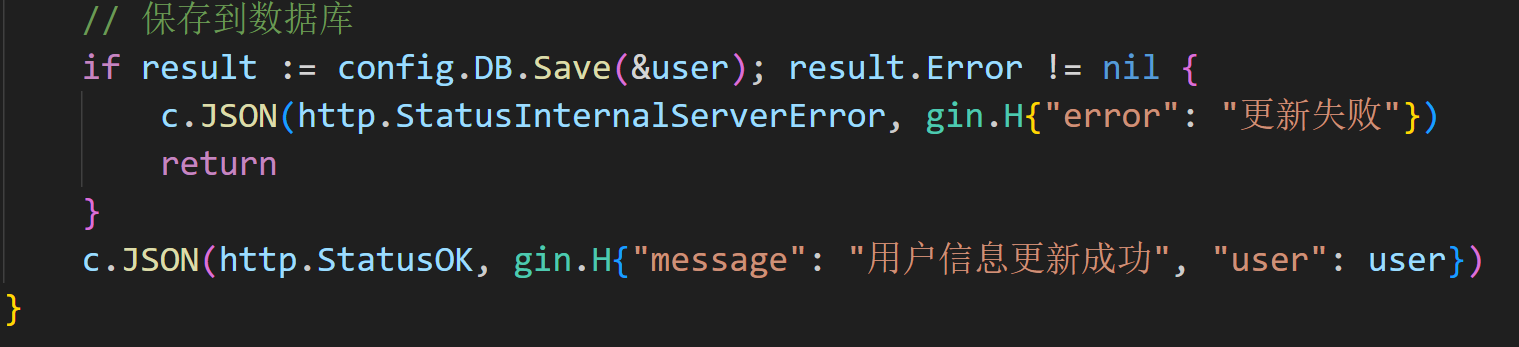 // 保存到数据库
if result := config.DB.Save(&user); result.Error != nil {
c.JSON(http.StatusInternalServerError, gin.H{"error": "更新失败"})
return
}
c.JSON(http.StatusOK, gin.H{"message": "用户信息更新成功", "user": user})
}